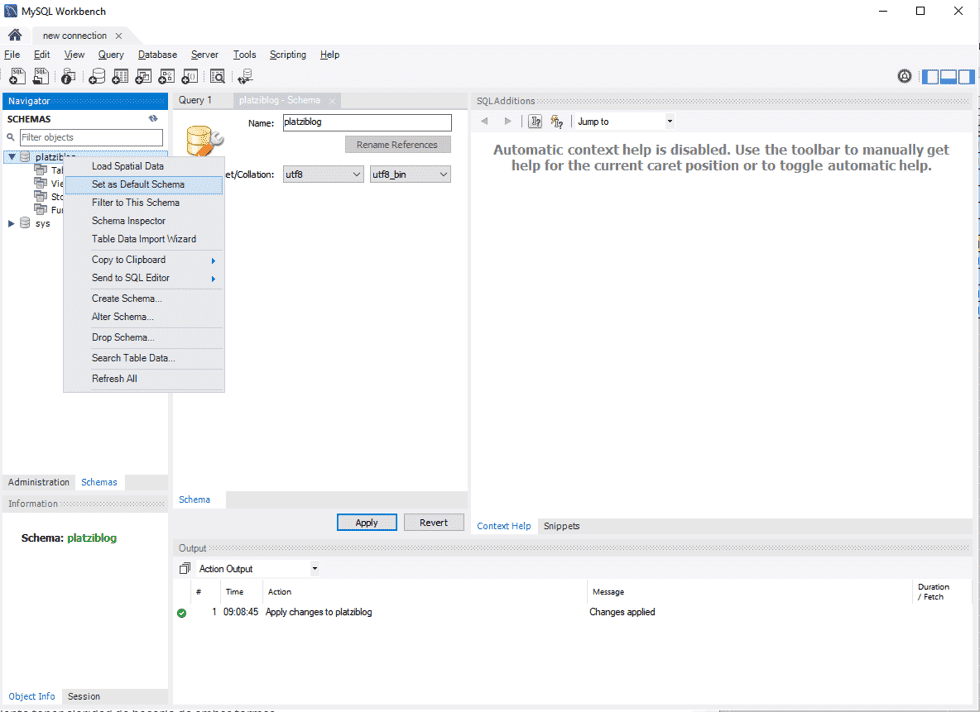 MySQL Workbench
new connection
File Edit View Query Database Server Tools Scripting Help
Navigator
SCHEMAS
Filter objects
platziblog
Tab
Vie
Sto
Fun
sys
Load Spatial Data
Set as Default Schema
Filter to This Schema
Schema Inspector
Table Data Import Wizard
Copy to Clipboard
Send to SQL Editor
Create Schema...
Alter Schema...
Drop Schema...
Search Table Data...
Refresh All
Administration Schemas
Information
Schema: platziblog
Object Info Session
Query 1 platziblog - Schema
Name: platziblog
Rename References
et/Collation: utf8 utf8_bin
Schema
Apply Revert
SQLAdditions
Jump to
Automatic context help is disabled. Use the toolbar to manually get
help for the current caret position or to toggle automatic help.
Context Help Snippets
Output
Action Output
# Time Action Message Duration / Fetch
1 09:08:45 Apply changes to platziblog Changes applied